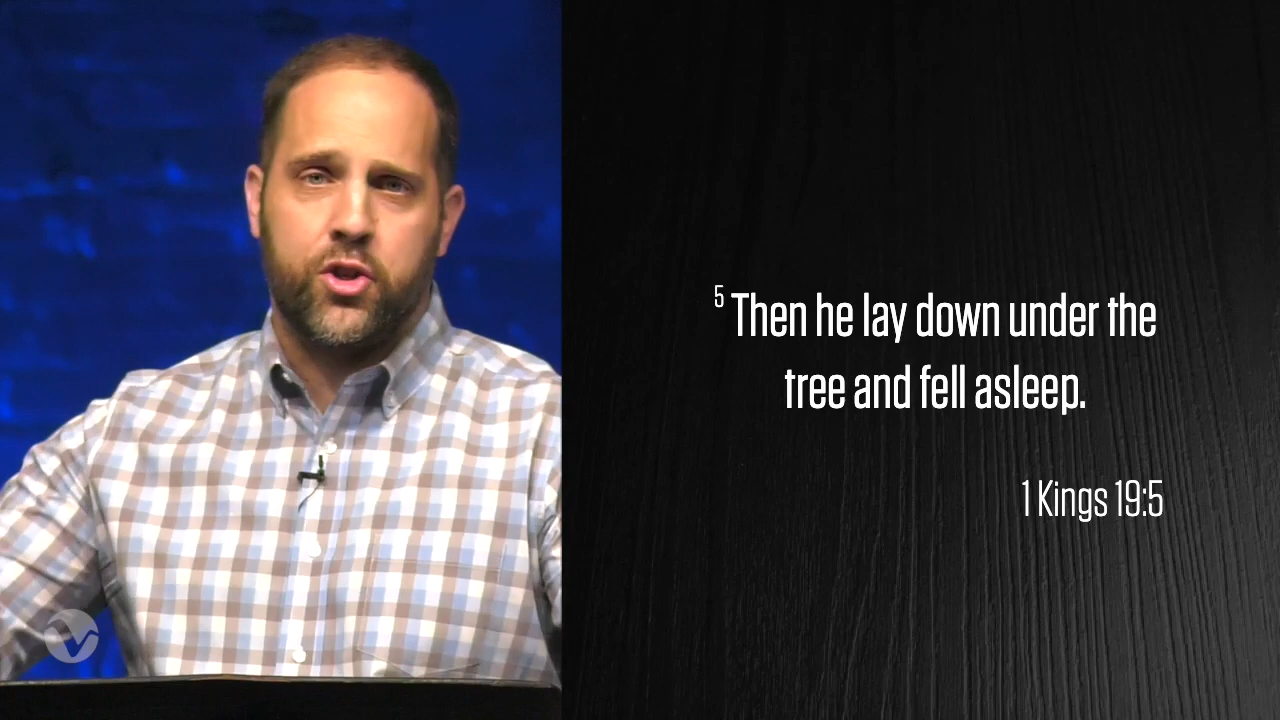 5 Then he lay down under the
tree and fell asleep.
1 Kings 19:5